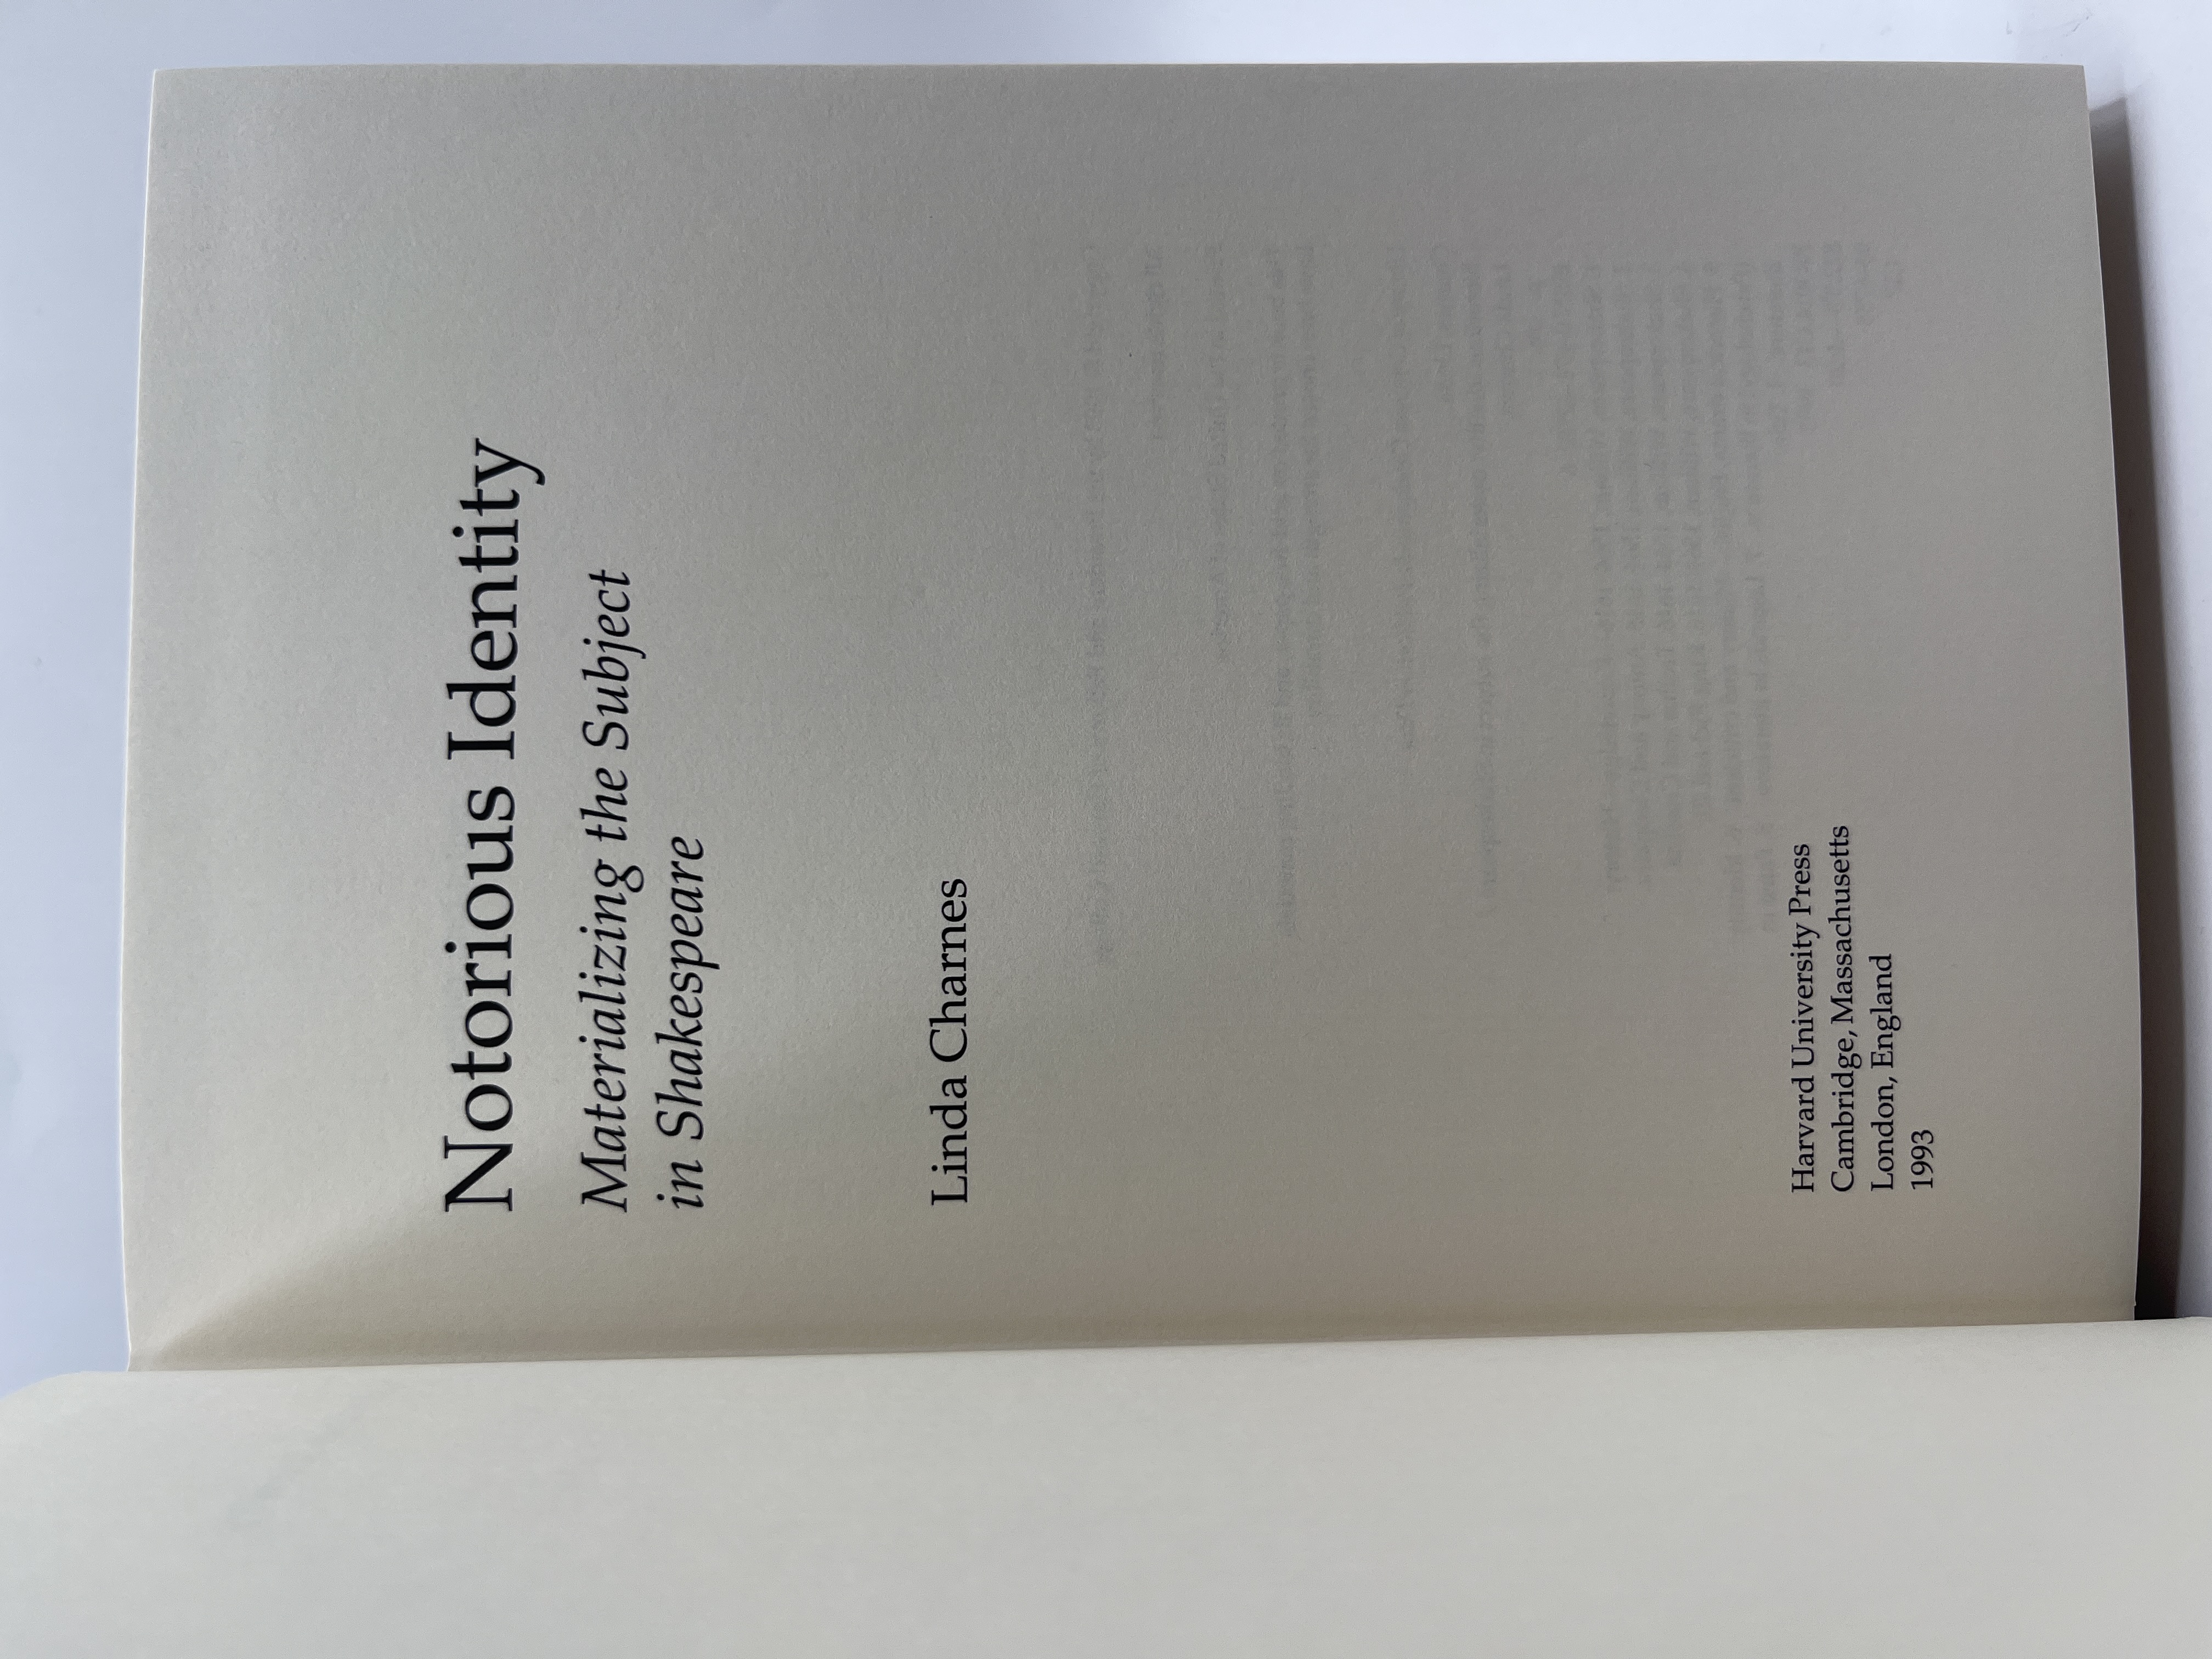 Notorious Identity
Materializing the Subject
in Shakespeare
Linda Charnes
Harvard University Press
Cambridge, Massachusetts
London, England
1993